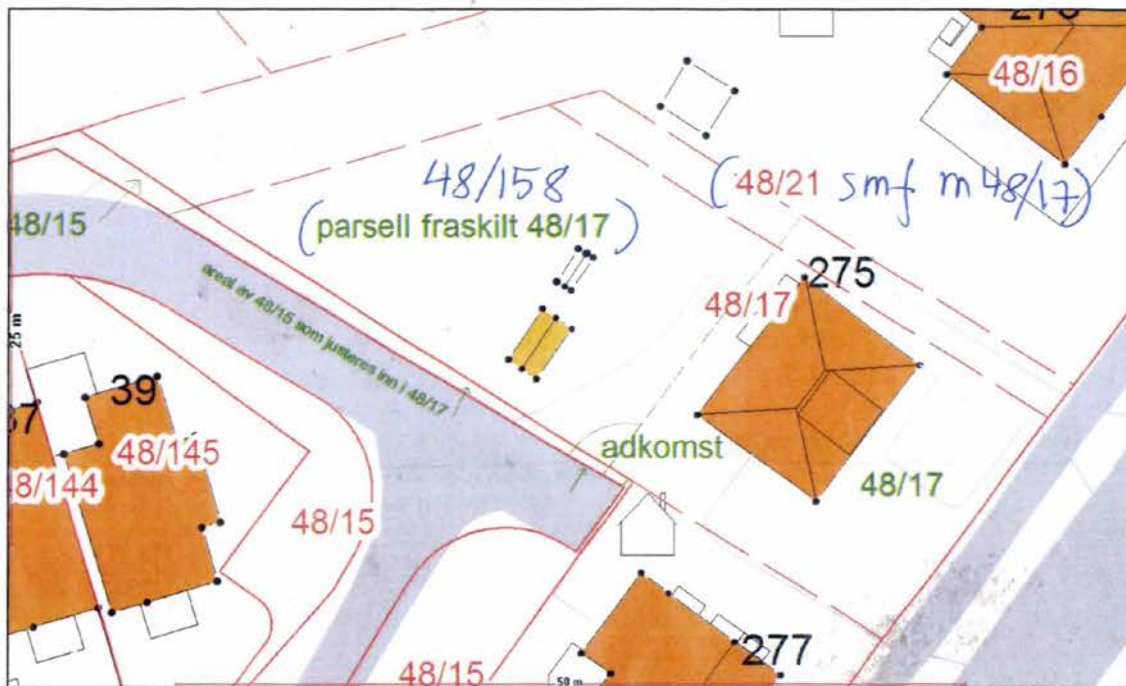 48/16
48/158
(48/21 smf m 48/17)
(parsell fraskilt 48/17)
48/15
275
48/17
areal av 48/15 som justeres inn i 48/17
25 m
39
adkomst
48/145
48/17
48/15
277
48/15
50 m